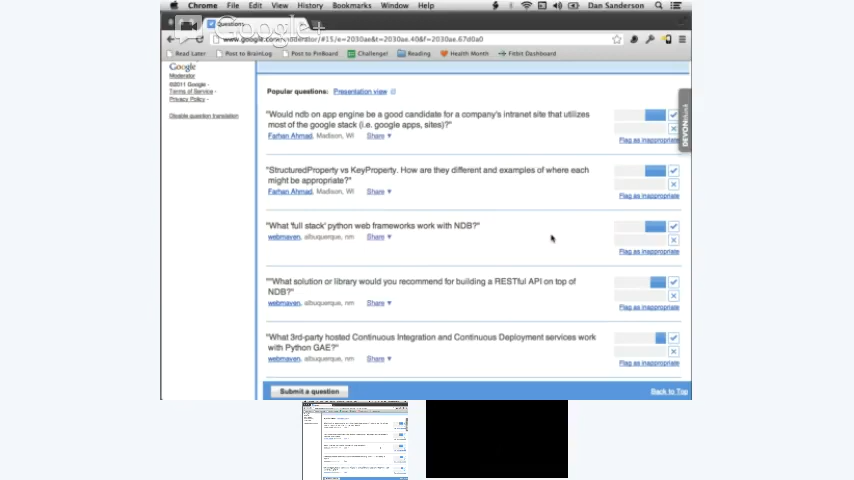 Chrome File Edit View History Bookmarks Window Help Dan Sanderson
Questions
Google+
Read Later Post to BrainLog Post to PinBoard Challenge! Reading Health Month Fitbit Dashboard
Google
Moderator
©2011 Google -
Terms of Service -
Privacy Policy -
Disable question translation
Popular questions: Presentation view
"Would ndb on app engine be a good candidate for a company's intranet site that utilizes
most of the google stack (i.e. google apps, sites)?"
Farhan Ahmad, Madison, WI Share ▼
Flag as inappropriate
"StructuredProperty vs KeyProperty. How are they different and examples of where each
might be appropriate?"
Farhan Ahmad, Madison, WI Share ▼
Flag as inappropriate
"What 'full stack' python web frameworks work with NDB?"
webmaven, albuquerque, nm Share ▼
Flag as inappropriate
""What solution or library would you recommend for building a RESTful API on top of
NDB?"
webmaven, albuquerque, nm Share ▼
Flag as inappropriate
"What 3rd-party hosted Continuous Integration and Continuous Deployment services work
with Python GAE?"
webmaven, albuquerque, nm Share ▼
Flag as inappropriate
Submit a question Back to Top